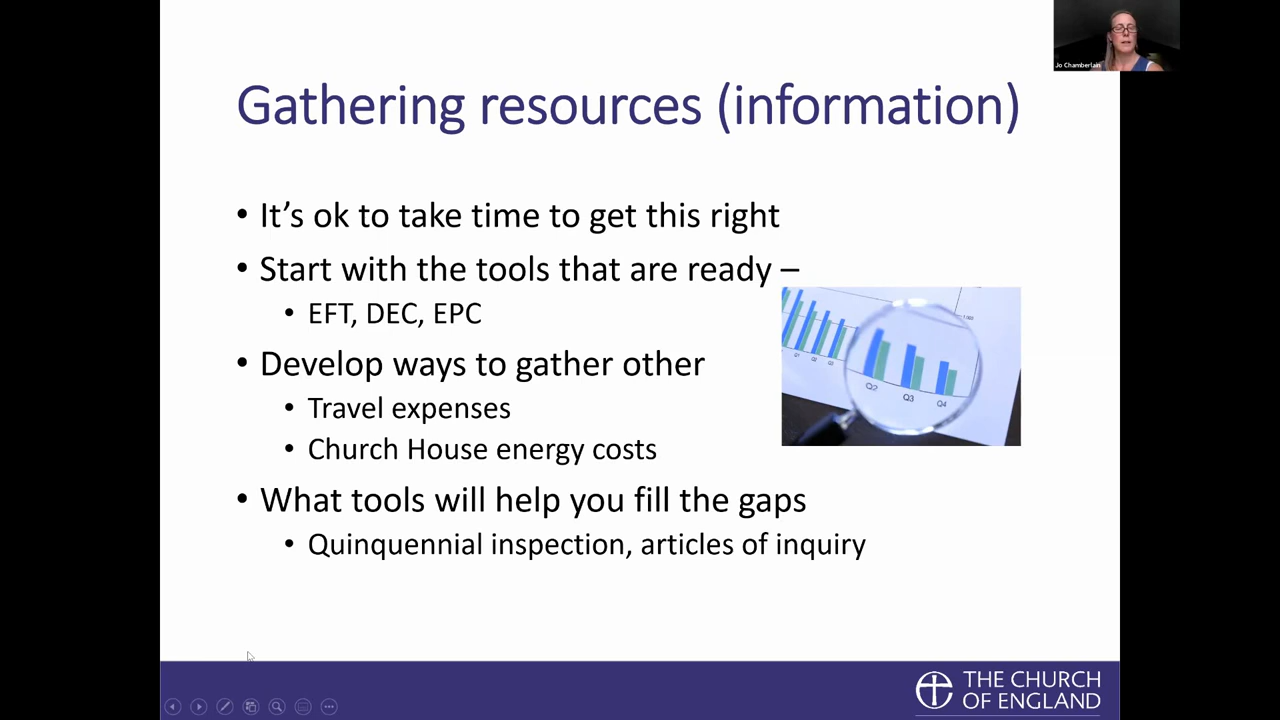 Jo Chamberlain
Gathering resources (information)
• It’s ok to take time to get this right
• Start with the tools that are ready –
• EFT, DEC, EPC
• Develop ways to gather other
• Travel expenses
• Church House energy costs
• What tools will help you fill the gaps
• Quinquennial inspection, articles of inquiry
Q2
Q3
Q4
THE CHURCH
OF ENGLAND